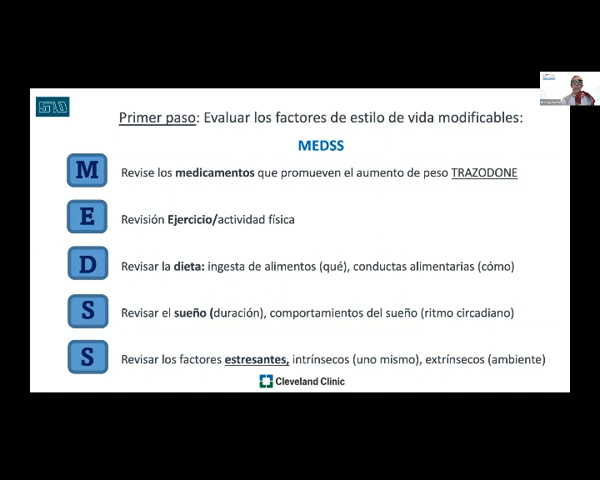 Primer paso: Evaluar los factores de estilo de vida modificables:
MEDSS
M Revise los medicamentos que promueven el aumento de peso TRAZODONE
E Revisión Ejercicio/actividad física
D Revisar la dieta: ingesta de alimentos (qué), conductas alimentarias (cómo)
S Revisar el sueño (duración), comportamientos del sueño (ritmo circadiano)
S Revisar los factores estresantes, intrínsecos (uno mismo), extrínsecos (ambiente)
Cleveland Clinic